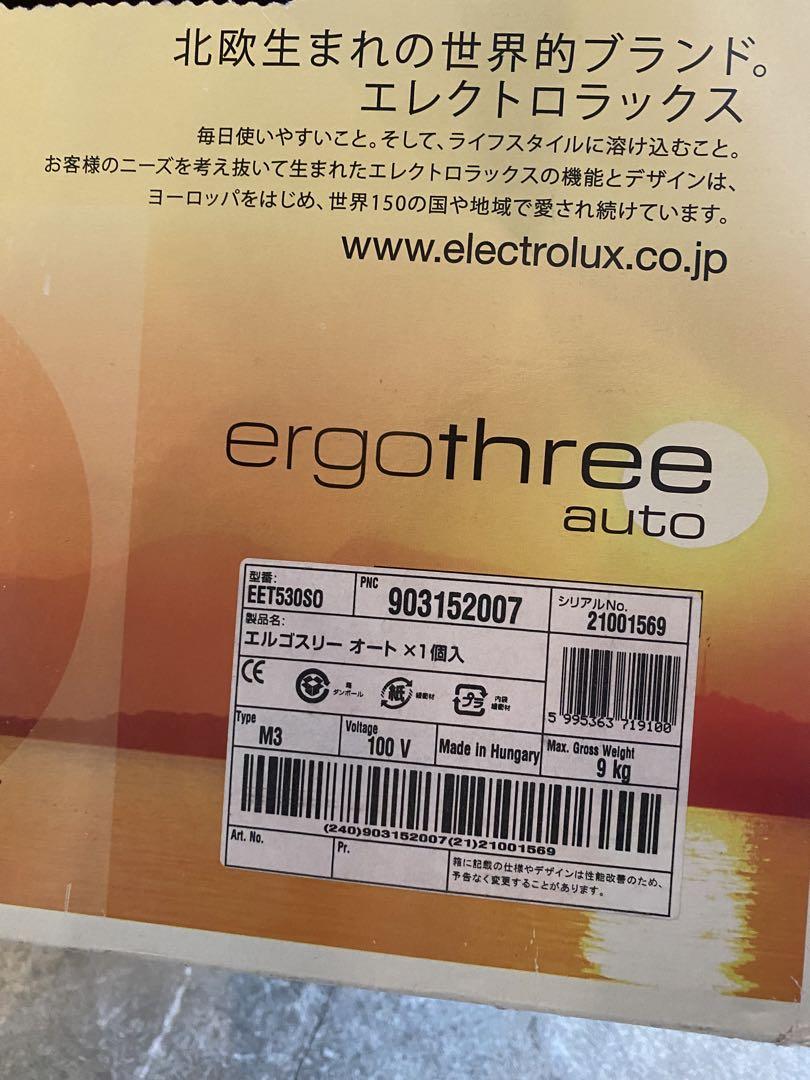 北欧生まれの世界的ブランド。
エレクトロラックス
毎日使いやすいこと。そして、ライフスタイルに溶け込むこと。
お客様のニーズを考え抜いて生まれたエレクトロラックスの機能とデザインは、
ヨーロッパをはじめ、世界150の国や地域で愛され続けています。
www.electrolux.co.jp
ergothree
auto
型番:
EET530SO
PNC
903152007
シリアルNo.
21001569
製品名:
エルゴスリー オート ×1個入
CE
箱
ダンボール
紙
緩衝材
プラ
内袋
緩衝材
5 995363 719100
Type
M3
Voltage
100 V
Made in Hungary
Max. Gross Weight
9 kg
(240)903152007(21)21001569
Art. No.
Pr.
箱に記載の仕様やデザインは性能改善のため、
予告なく変更することがあります。